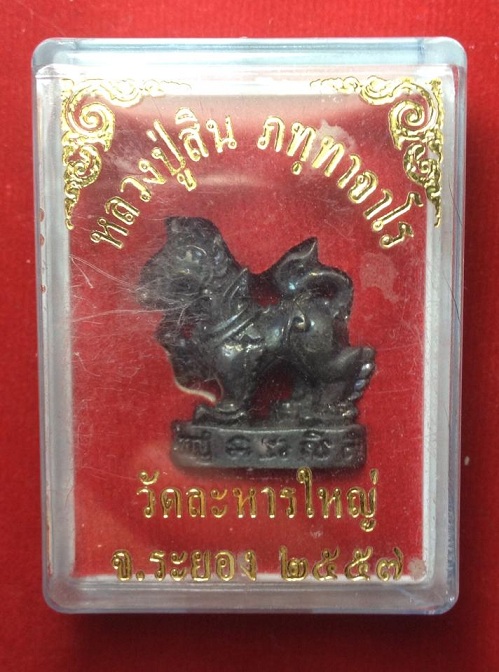 หลวงปู่สิน ภทฺทาจาโร
วัดละหารใหญ่
จ.ระยอง ๒๕๕๗